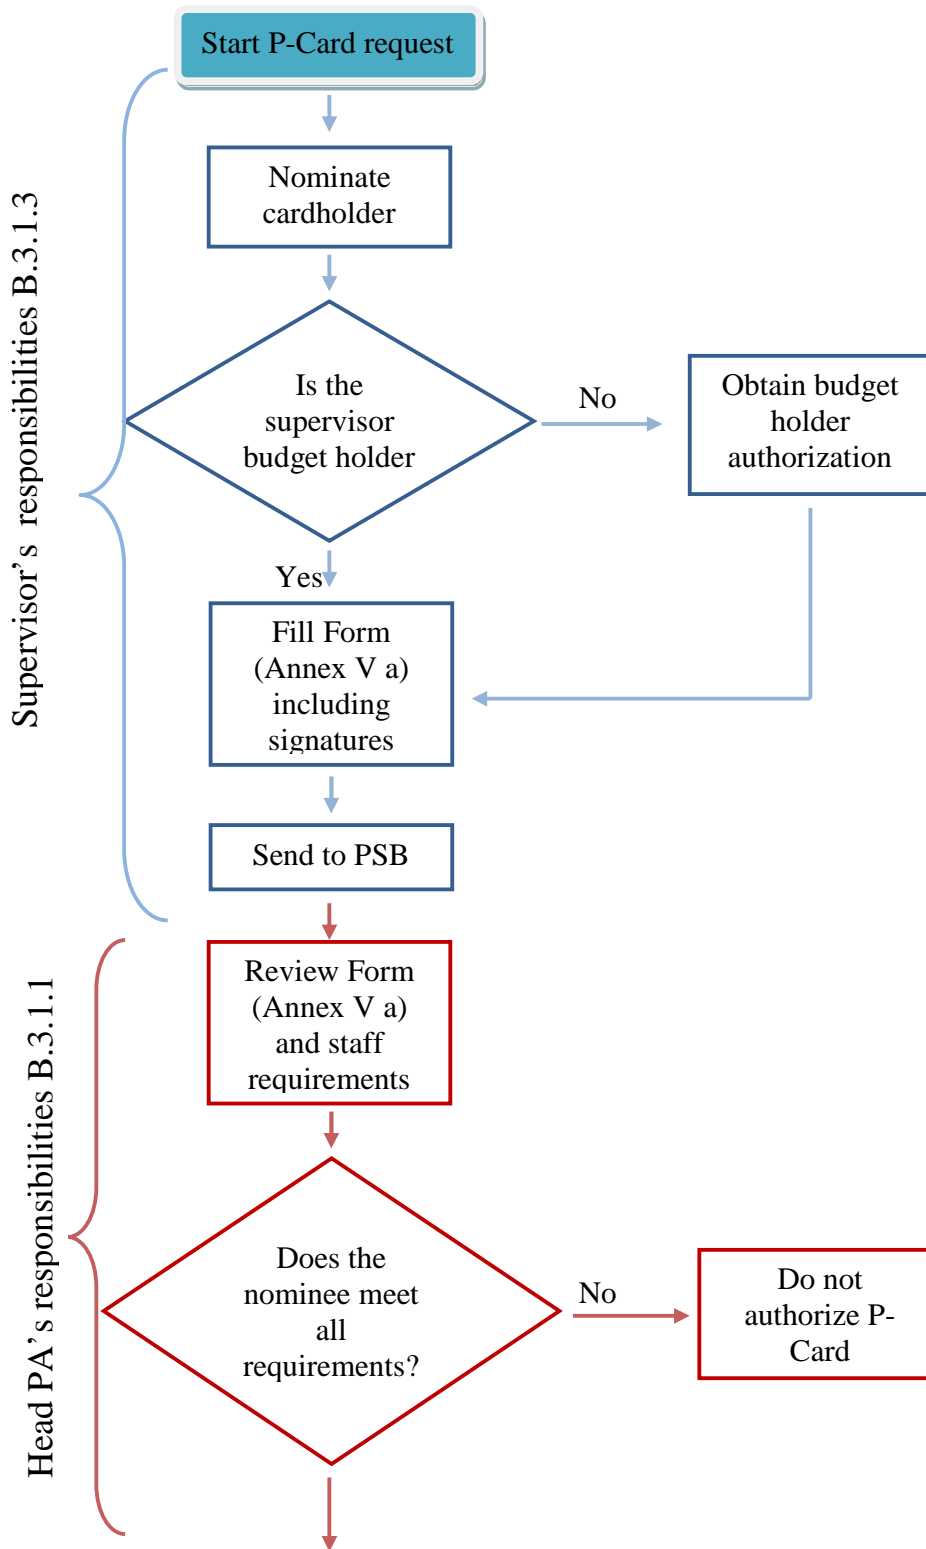 Start P-Card request
Supervisor's responsibilities B.3.1.3
Nominate
cardholder
Is the
supervisor
budget holder
No
Obtain budget
holder
authorization
Yes
Fill Form
(Annex V a)
including
signatures
Send to PSB
Head PA's responsibilities B.3.1.1
Review Form
(Annex V a)
and staff
requirements
Does the
nominee meet
all
requirements?
No
Do not
authorize P-
Card